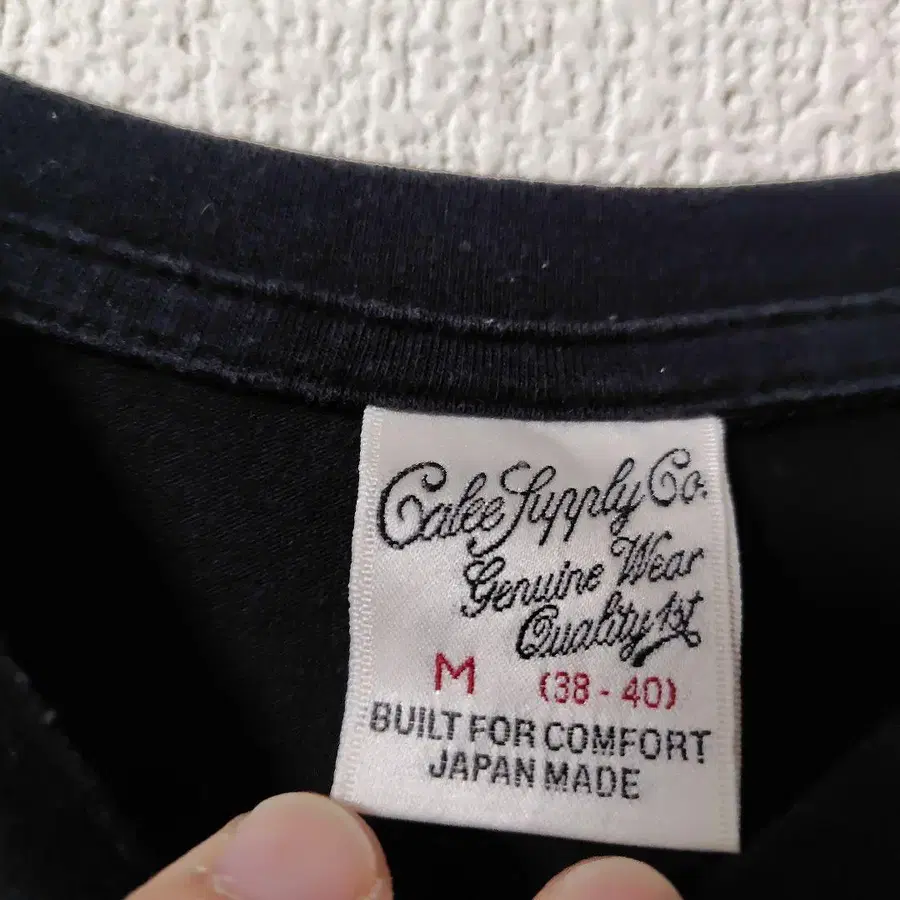 Calee Supply Co.
Genuine Wear
Quality 1st
M (38 - 40)
BUILT FOR COMFORT
JAPAN MADE